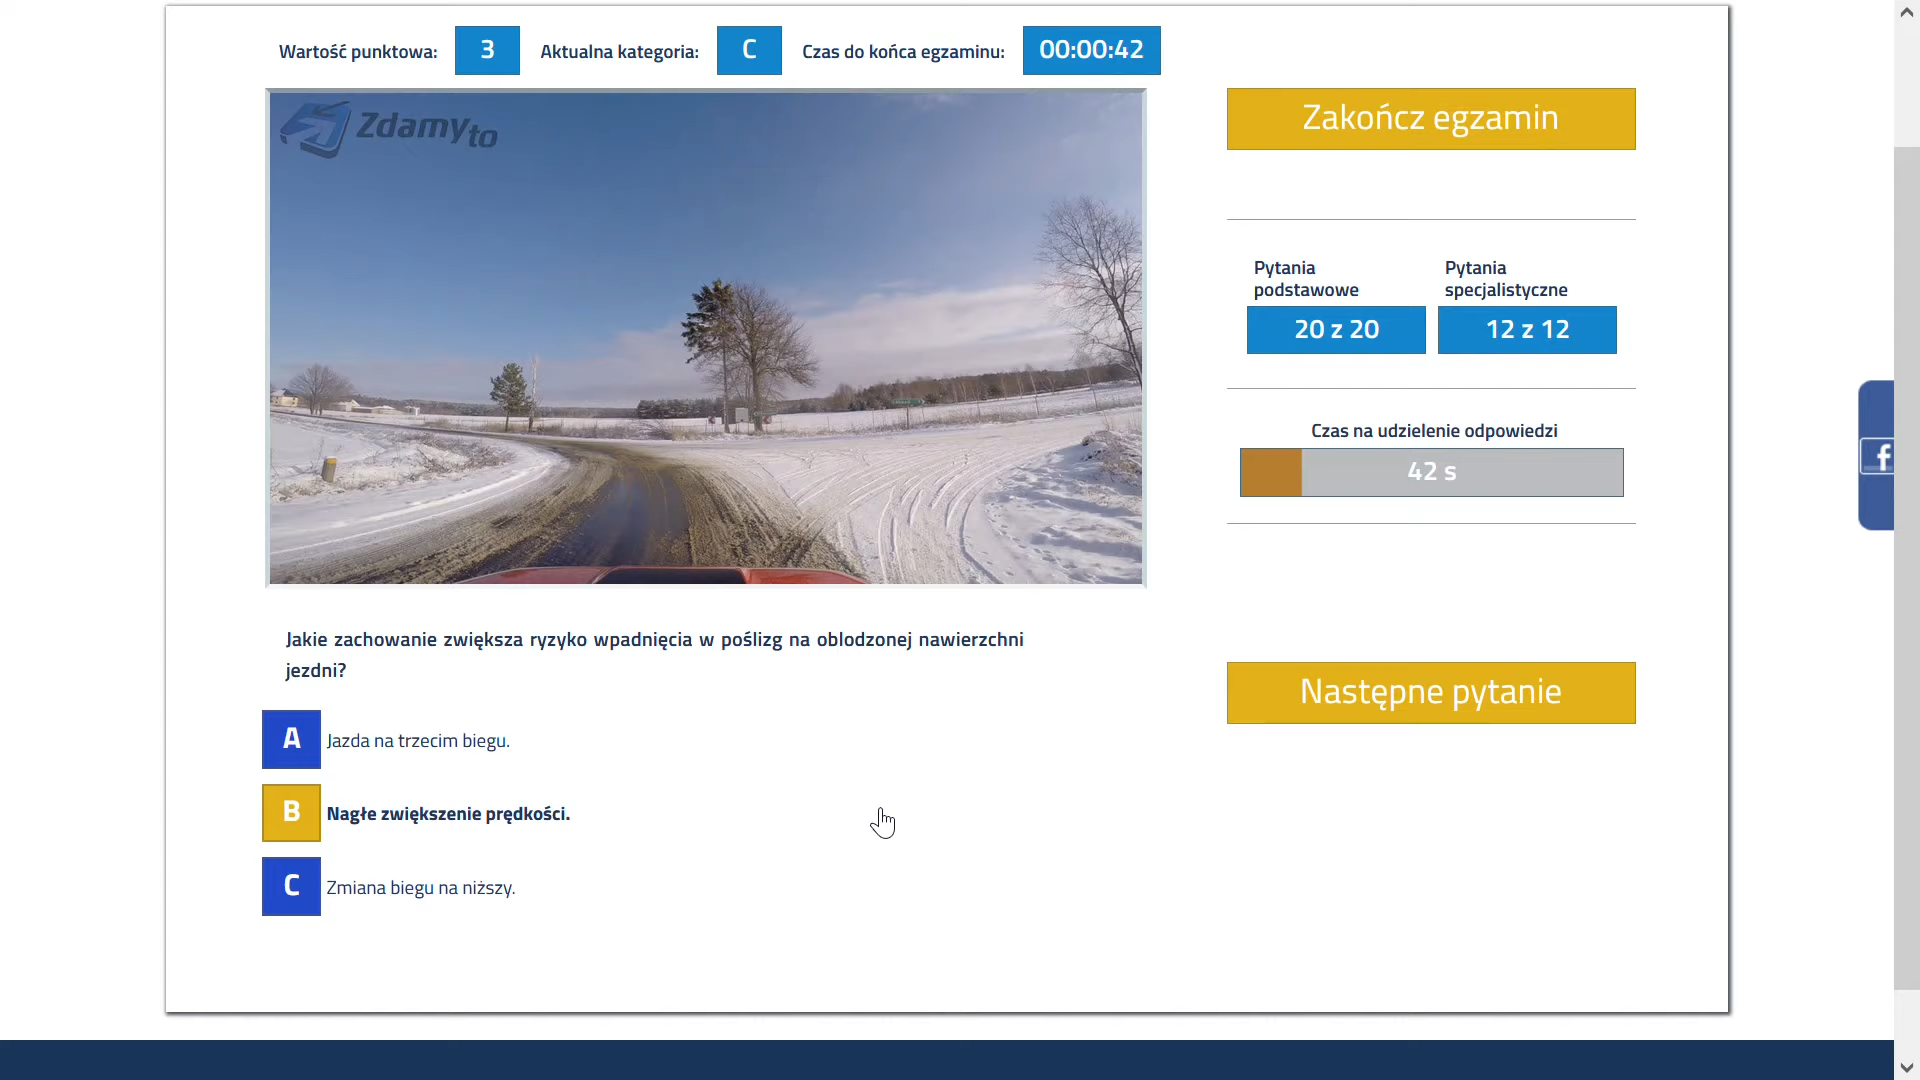 Wartość punktowa: 3 Aktualna kategoria: C Czas do końca egzaminu: 00:00:42
Zdamyto
Zakończ egzamin
Pytania podstawowe
20 z 20
Pytania specjalistyczne
12 z 12
Czas na udzielenie odpowiedzi
42 s
Jakie zachowanie zwiększa ryzyko wpadnięcia w poślizg na oblodzonej nawierzchni
jezdni?
A Jazda na trzecim biegu.
B Nagłe zwiększenie prędkości.
C Zmiana biegu na niższy.
Następne pytanie
f